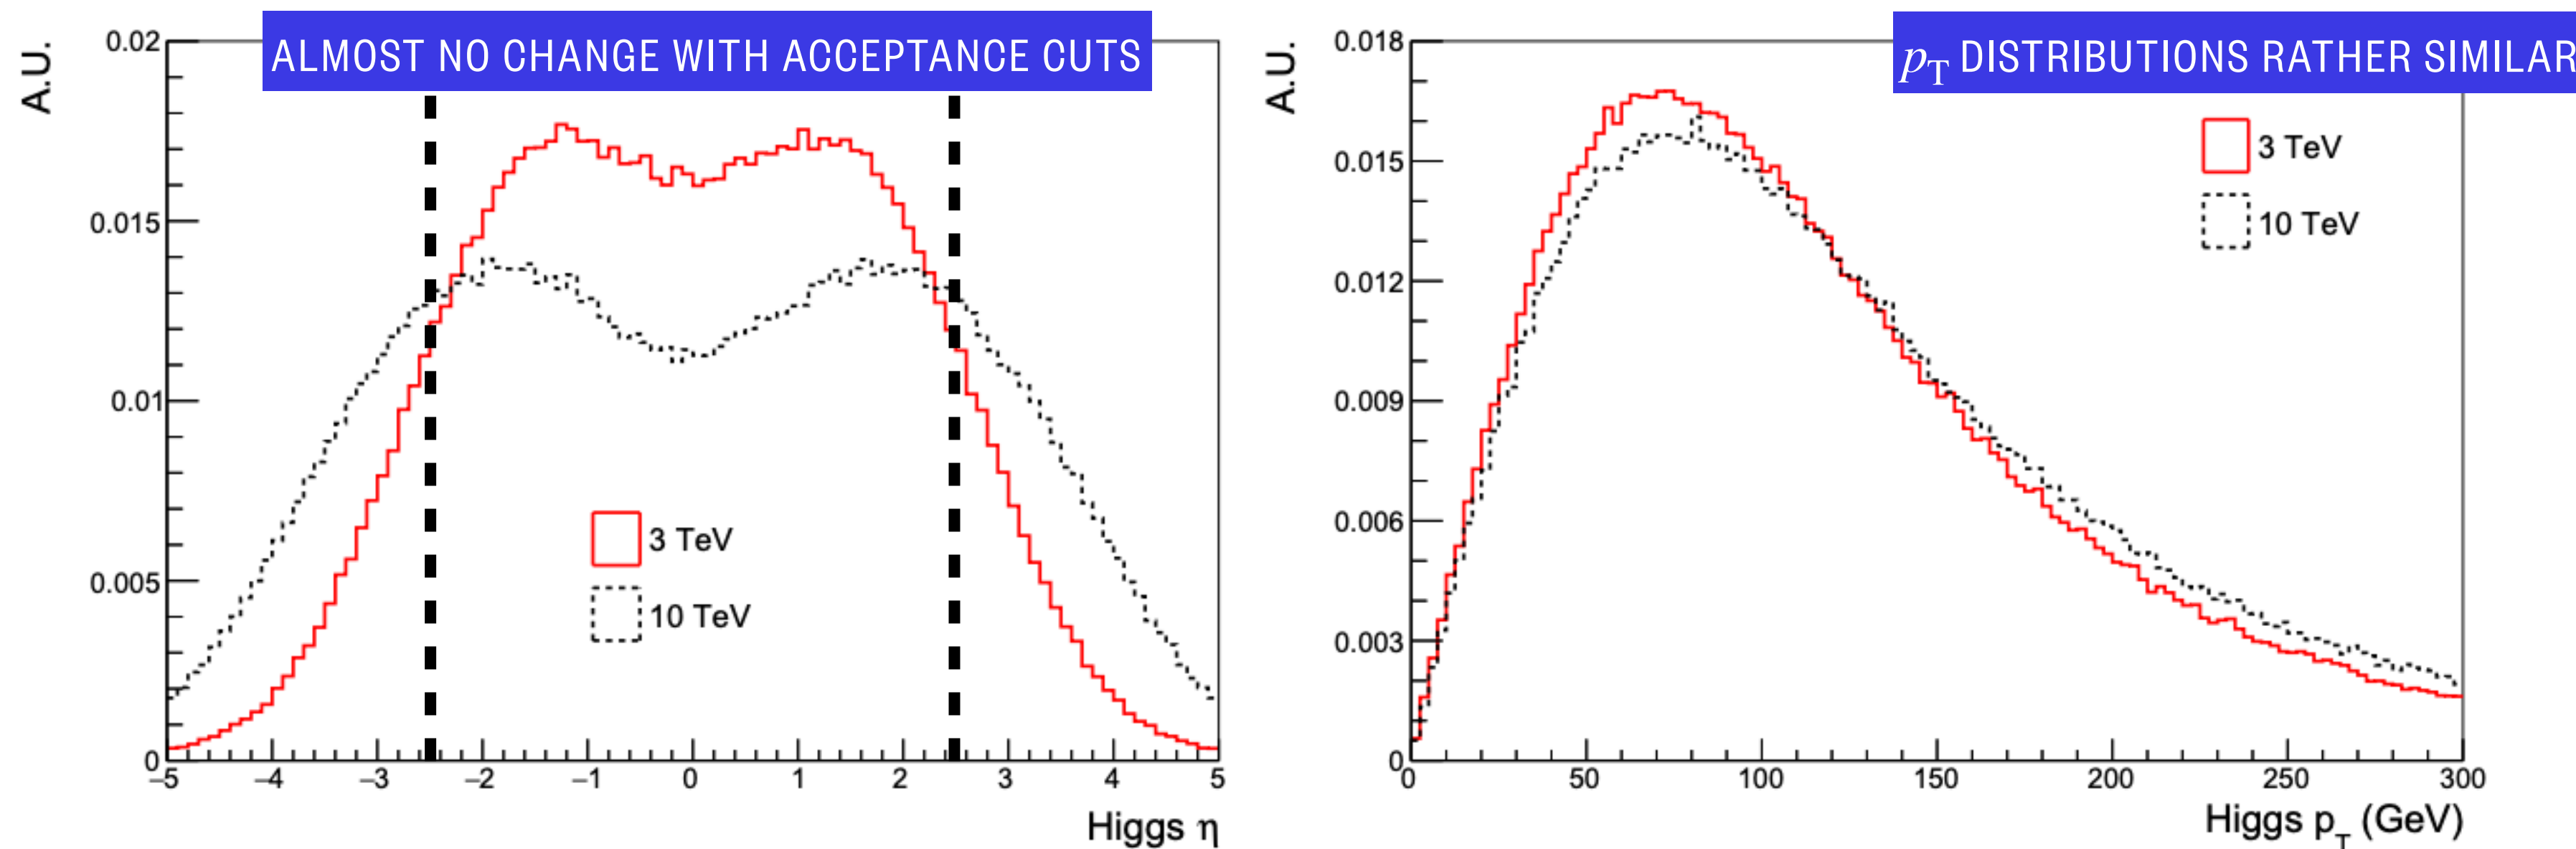 ALMOST NO CHANGE WITH ACCEPTANCE CUTS
A.U.
0.02
0.015
0.01
0.005
0
3 TeV
10 TeV
−5 −4 −3 −2 −1 0 1 2 3 4 5
Higgs η
pT DISTRIBUTIONS RATHER SIMILAR
A.U.
0.018
0.015
0.012
0.009
0.006
0.003
0
3 TeV
10 TeV
0 50 100 150 200 250 300
Higgs pT (GeV)